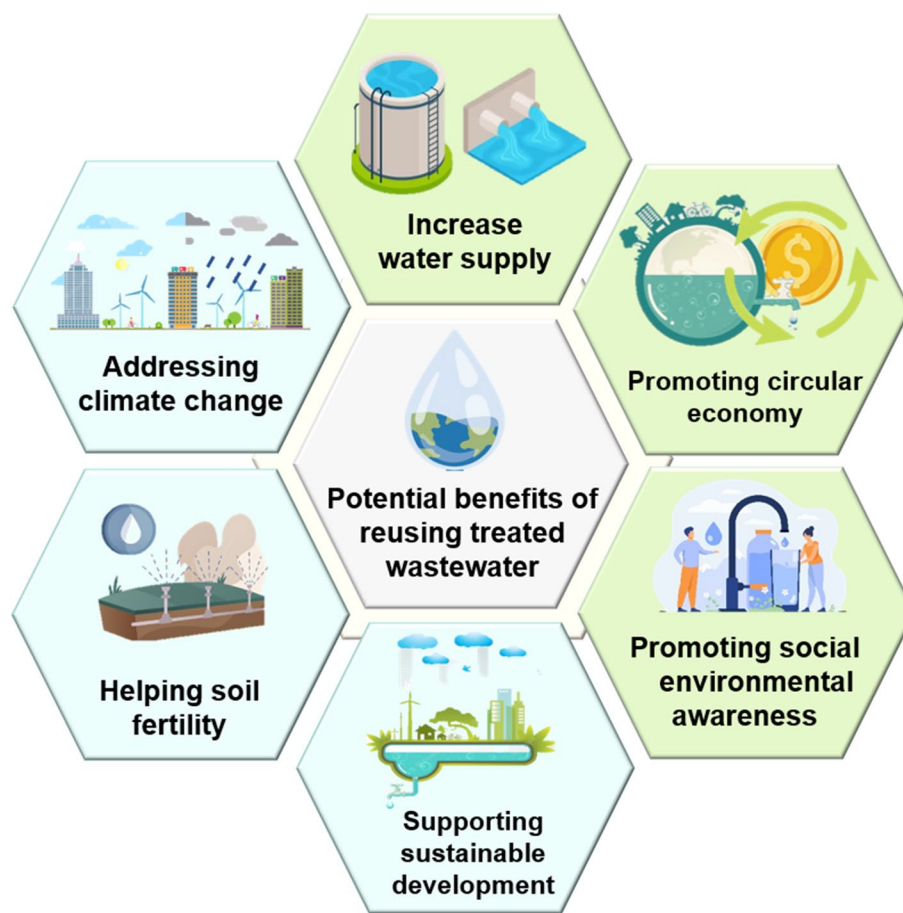 Increase
water supply
Addressing
climate change
Promoting circular
economy
Potential benefits of
reusing treated
wastewater
Helping soil
fertility
Promoting social
environmental
awareness
Supporting
sustainable
development
$